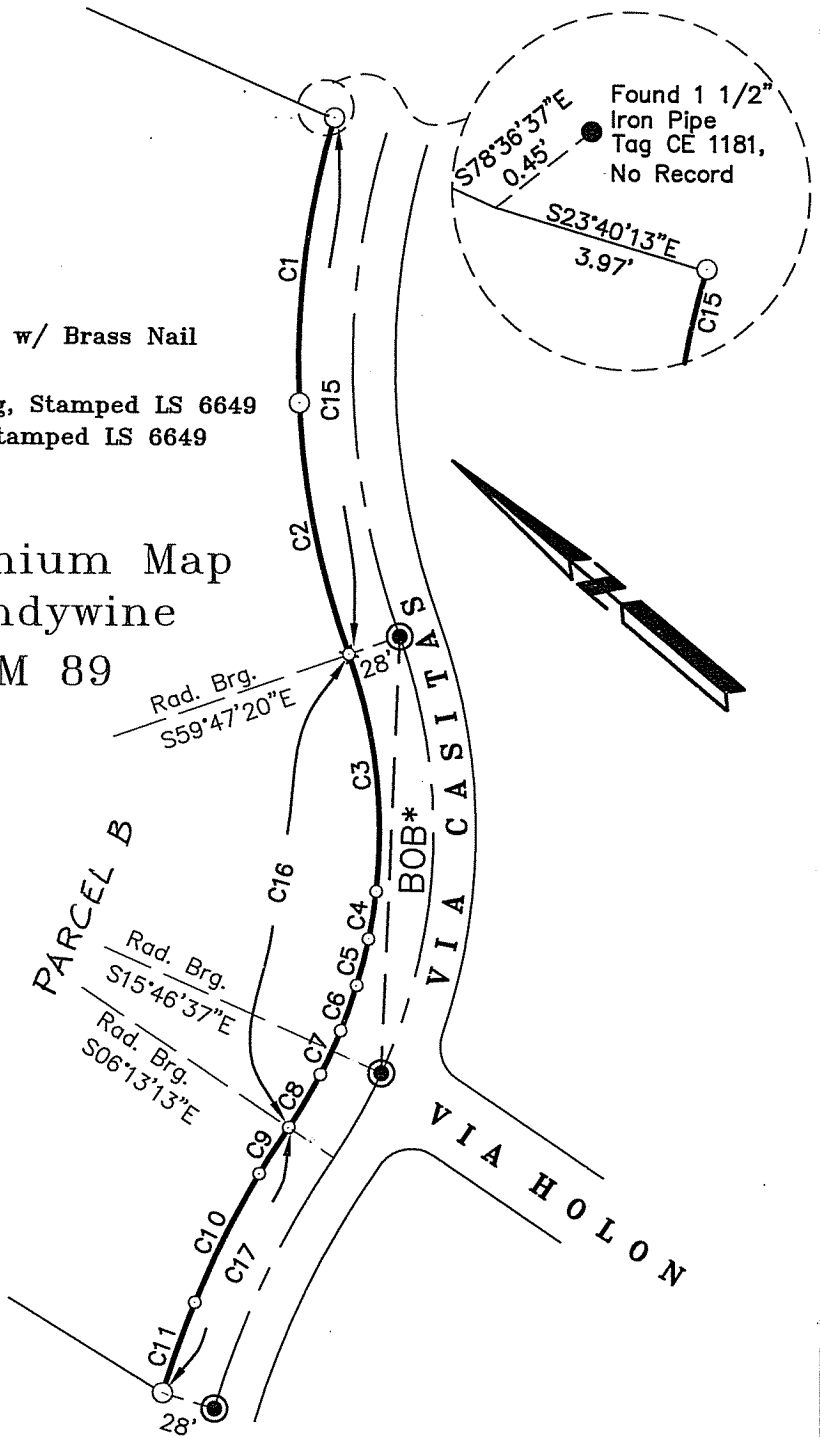 Found 1 1/2"
Iron Pipe
Tag CE 1181,
No Record
S78°36'37"E
0.45'
S23°40'13"E
3.97'
C15
C1
w/ Brass Nail
C15
Stamped LS 6649
tamped LS 6649
C2
nium Map
ndywine
M 89
28'
Rad. Brg.
S59°47'20"E
VIA CASITAS
C3
BOB*
C16
PARCEL B
C4
Rad. Brg.
S15°46'37"E
C5
C6
Rad. Brg.
S06°13'13"E
C7
C8
VIA HOLON
C9
C10
C17
C11
28'